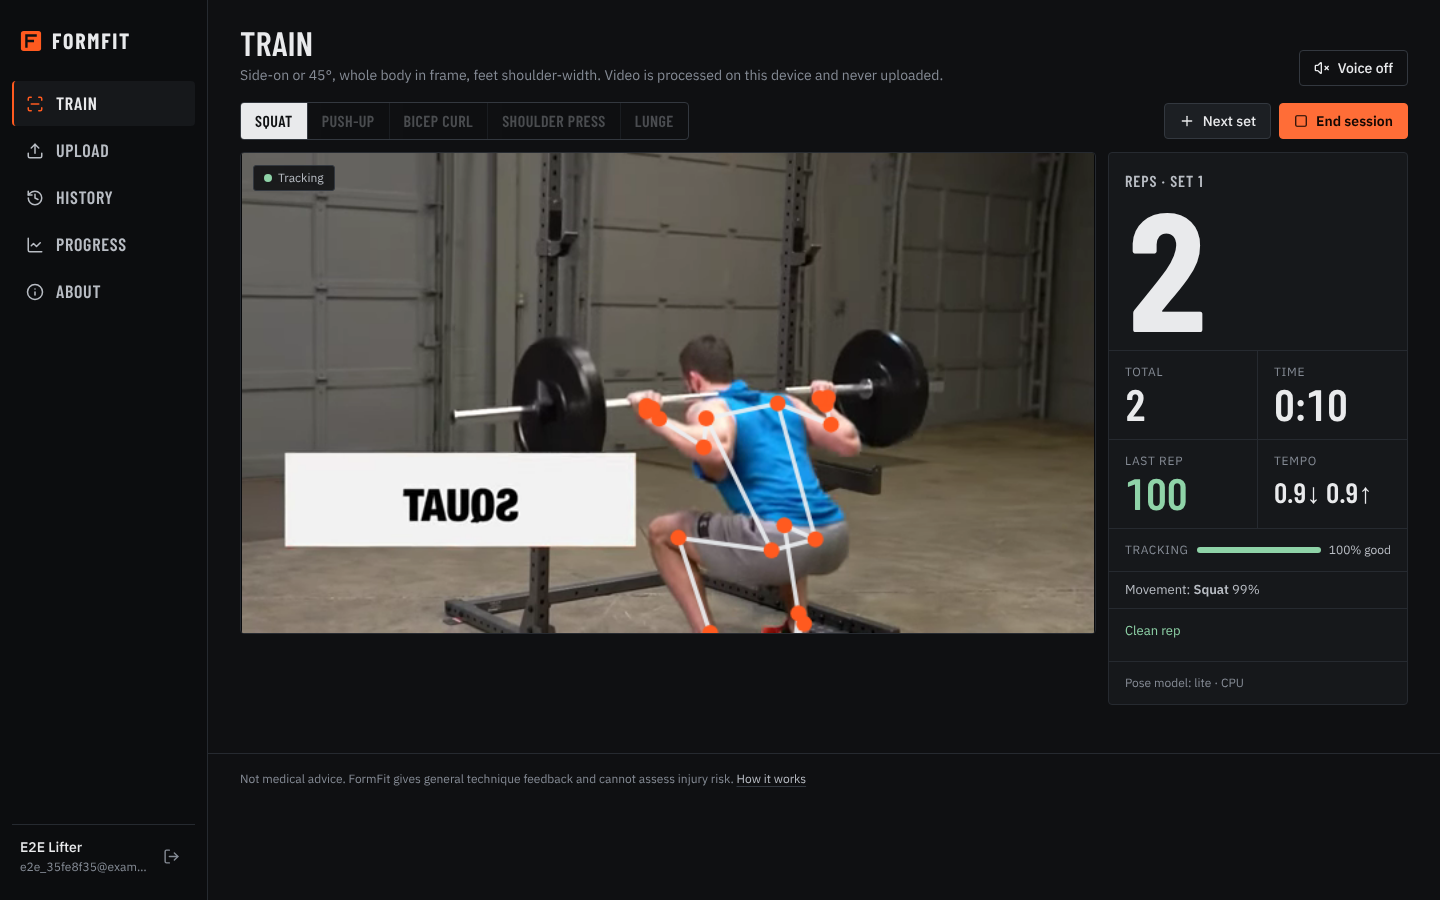 FORMFIT
TRAIN
UPLOAD
HISTORY
PROGRESS
ABOUT
E2E Lifter
e2e_35fe8f35@exam...
TRAIN
Side-on or 45°, whole body in frame, feet shoulder-width. Video is processed on this device and never uploaded.
Voice off
SQUAT PUSH-UP BICEP CURL SHOULDER PRESS LUNGE
Next set End session
Tracking
SQUAT
REPS · SET 1
2
TOTAL TIME
2 0:10
LAST REP TEMPO
100 0.9↓ 0.9↑
TRACKING 100% good
Movement: Squat 99%
Clean rep
Pose model: lite · CPU
Not medical advice. FormFit gives general technique feedback and cannot assess injury risk. How it works